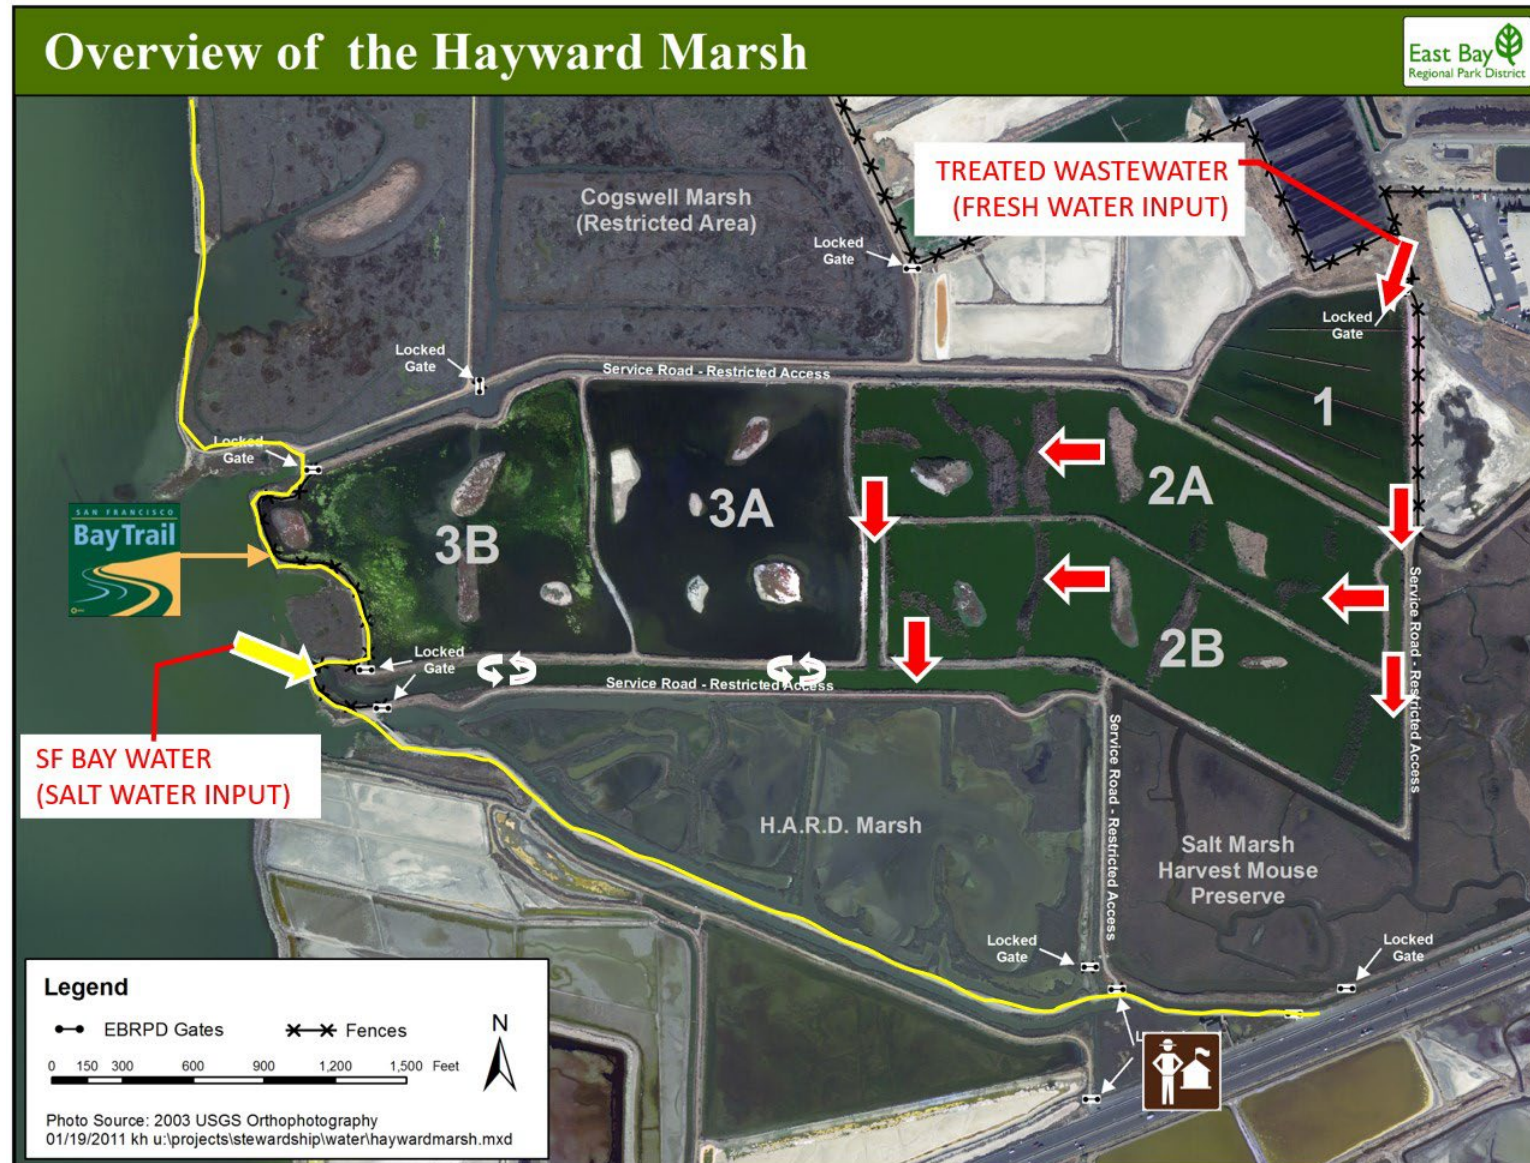 Overview of the Hayward Marsh
East Bay
Regional Park District
TREATED WASTEWATER
(FRESH WATER INPUT)
Cogswell Marsh
(Restricted Area)
Locked
Gate
Locked
Gate
Locked
Gate
Service Road - Restricted Access
1
Locked
Gate
2A
3A
3B
2B
SAN FRANCISCO
Bay Trail
Service Road - Restricted Access
Locked
Gate
Service Road - Restricted Access
SF BAY WATER
(SALT WATER INPUT)
Service Road - Restricted Access
H.A.R.D. Marsh
Salt Marsh
Harvest Mouse
Preserve
Locked
Gate
Locked
Gate
Legend
EBRPD Gates
Fences
N
0 150 300 600 900 1,200 1,500 Feet
Photo Source: 2003 USGS Orthophotography
01/19/2011 kh u:\projects\stewardship\water\haywardmarsh.mxd